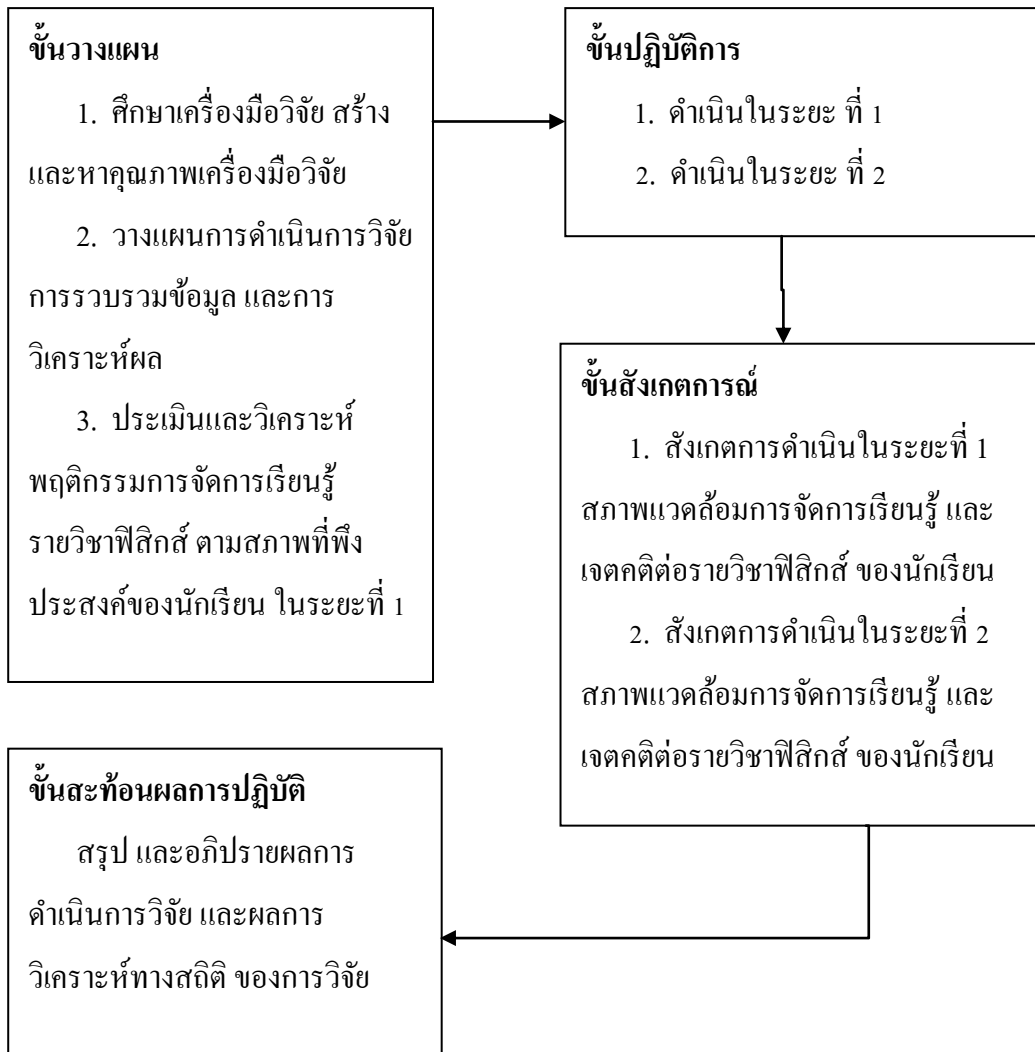 ขั้นวางแผน
1. ศึกษาเครื่องมือวิจัย สร้าง
และหาคุณภาพเครื่องมือวิจัย
2. วางแผนการดำเนินการวิจัย
การรวบรวมข้อมูล และการ
วิเคราะห์ผล
3. ประเมินและวิเคราะห์
พฤติกรรมการจัดการเรียนรู้
รายวิชาฟิสิกส์ ตามสภาพที่พึง
ประสงค์ของนักเรียน ในระยะที่ 1
ขั้นปฏิบัติการ
1. ดำเนินในระยะ ที่ 1
2. ดำเนินในระยะ ที่ 2
ขั้นสังเกตการณ์
1. สังเกตการดำเนินในระยะที่ 1
สภาพแวดล้อมการจัดการเรียนรู้ และ
เจตคติต่อรายวิชาฟิสิกส์ ของนักเรียน
2. สังเกตการดำเนินในระยะที่ 2
สภาพแวดล้อมการจัดการเรียนรู้ และ
เจตคติต่อรายวิชาฟิสิกส์ ของนักเรียน
ขั้นสะท้อนผลการปฏิบัติ
สรุป และอภิปรายผลการ
ดำเนินการวิจัย และผลการ
วิเคราะห์ทางสถิติ ของการวิจัย